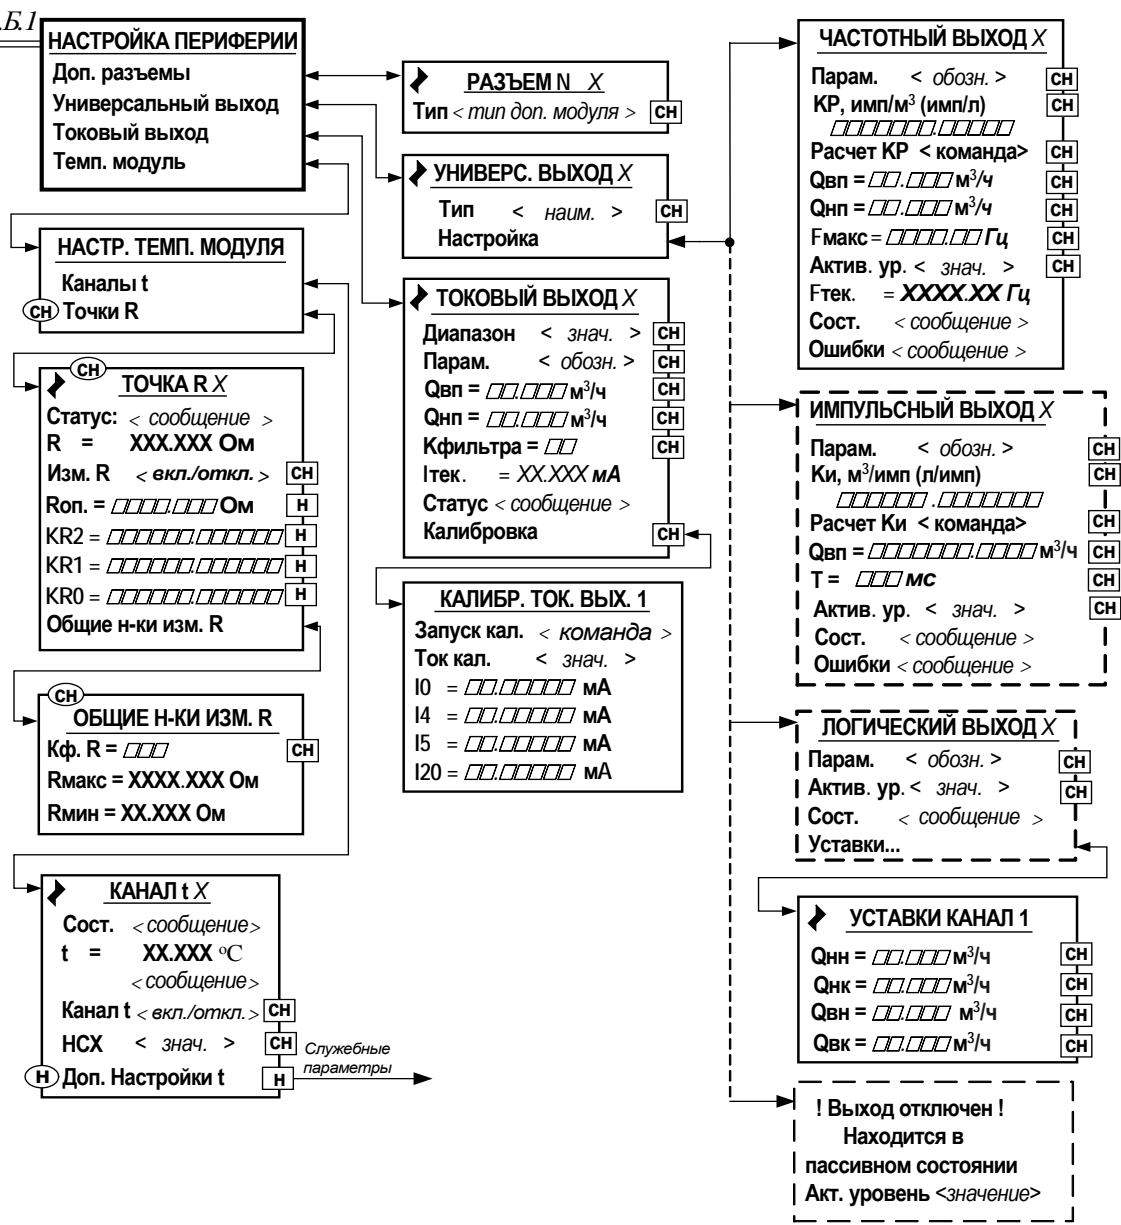 .Б.1
НАСТРОЙКА ПЕРИФЕРИИ
Доп. разъемы
Универсальный выход
Токовый выход
Темп. модуль
НАСТР. ТЕМП. МОДУЛЯ
Каналы t
СН Точки R
СН
ТОЧКА R X
Статус: < сообщение >
R = XXX.XXX Ом
Изм. R < вкл./откл. > СН
Rоп. = .Ом Н
KR2 = . Н
KR1 = . Н
KR0 = . Н
Общие н-ки изм. R
СН
ОБЩИЕ Н-КИ ИЗМ. R
Кф. R = СН
Rмакс = XXXX.XXX Ом
Rмин = XX.XXX Ом
КАНАЛ t X
Сост. < сообщение>
t = XX.XXX °C
< сообщение>
Канал t < вкл./откл. > СН
НСХ < знач. > СН
Н Доп. Настройки t Н
Служебные
параметры
РАЗЪЕМ N X
Тип < тип доп. модуля > СН
УНИВЕРС. ВЫХОД X
Тип < наим. > СН
Настройка
ТОКОВЫЙ ВЫХОД X
Диапазон < знач. > СН
Парам. < обозн. > СН
Qвп = . м³/ч СН
Qнп = . м³/ч СН
Кфильтра = СН
Iтек. = XX.XXX мА
Статус < сообщение >
Калибровка СН
КАЛИБР. ТОК. ВЫХ. 1
Запуск кал. < команда >
Ток кал. < знач. >
I0 = . мА
I4 = . мА
I5 = . мА
I20 = . мА
ЧАСТОТНЫЙ ВЫХОД X
Парам. < обозн. > СН
КР, имп/м³ (имп/л) СН
.
Расчет КР < команда> СН
Qвп = . м³/ч СН
Qнп = . м³/ч СН
Fмакс = . Гц СН
Актив. ур. < знач. > СН
Fтек. = XXXX.XX Гц
Сост. < сообщение >
Ошибки < сообщение >
ИМПУЛЬСНЫЙ ВЫХОД X
Парам. < обозн. > СН
Ки, м³/имп (л/имп) СН
.
Расчет Ки < команда> СН
Qвп = . м³/ч СН
Т = мс СН
Актив. ур. < знач. > СН
Сост. < сообщение >
Ошибки < сообщение >
ЛОГИЧЕСКИЙ ВЫХОД X
Парам. < обозн. > СН
Актив. ур. < знач. > СН
Сост. < сообщение >
Уставки...
УСТАВКИ КАНАЛ 1
Qнн = . м³/ч СН
Qнк = . м³/ч СН
Qвн = . м³/ч СН
Qвк = . м³/ч СН
! Выход отключен !
Находится в
пассивном состоянии
Акт. уровень <значение>